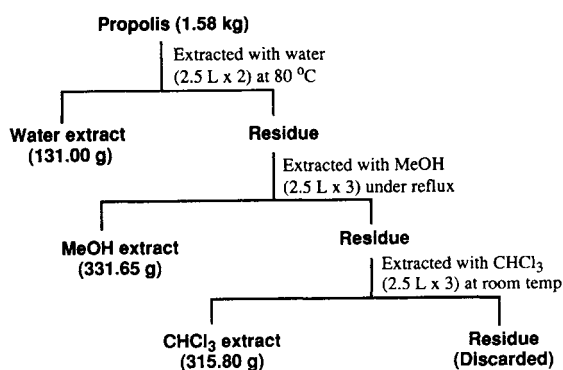 Propolis (1.58 kg)
Extracted with water
(2.5 L x 2) at 80 °C
Water extract
(131.00 g)
Residue
Extracted with MeOH
(2.5 L x 3) under reflux
MeOH extract
(331.65 g)
Residue
Extracted with CHCl₃
(2.5 L x 3) at room temp
CHCl₃ extract
(315.80 g)
Residue
(Discarded)